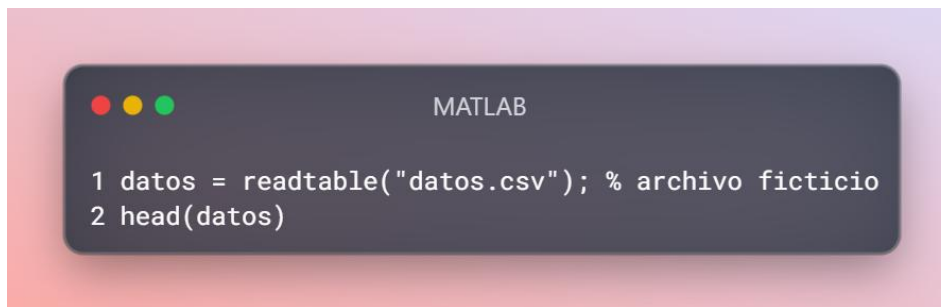 MATLAB
1 datos = readtable("datos.csv"); % archivo ficticio
2 head(datos)